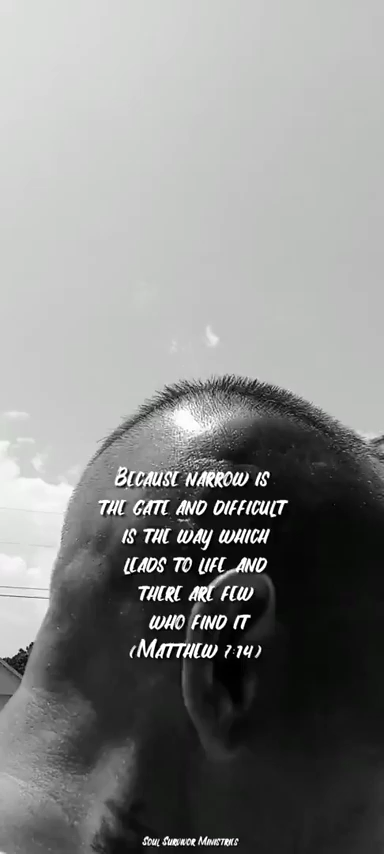 Because narrow is
the gate and difficult
is the way which
leads to life, and
there are few
who find it
(Matthew 7:14)
Soul Survivor Ministries